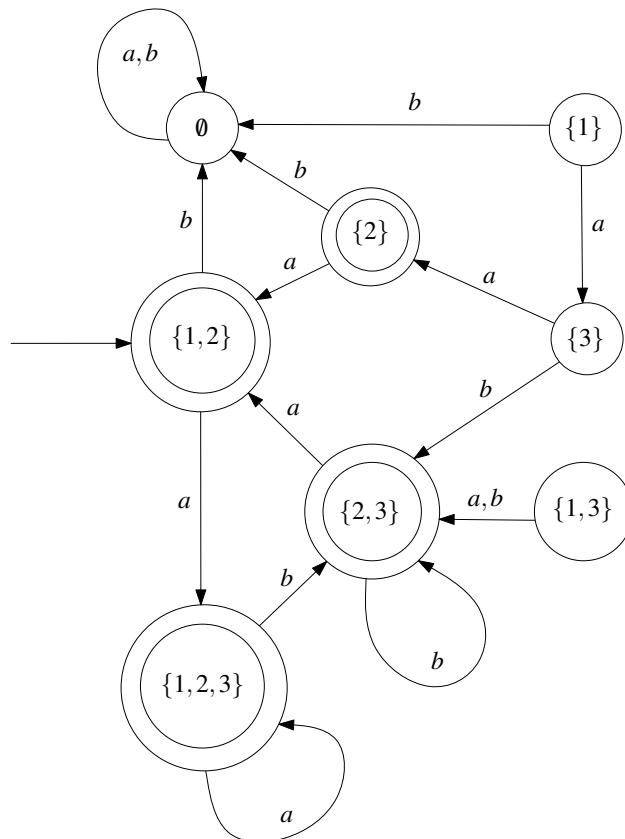 a,b
b
∅
{1}
b
b
{2}
a
a
a
{1,2}
{3}
b
a
a
{2,3}
a,b
{1,3}
b
b
{1,2,3}
a